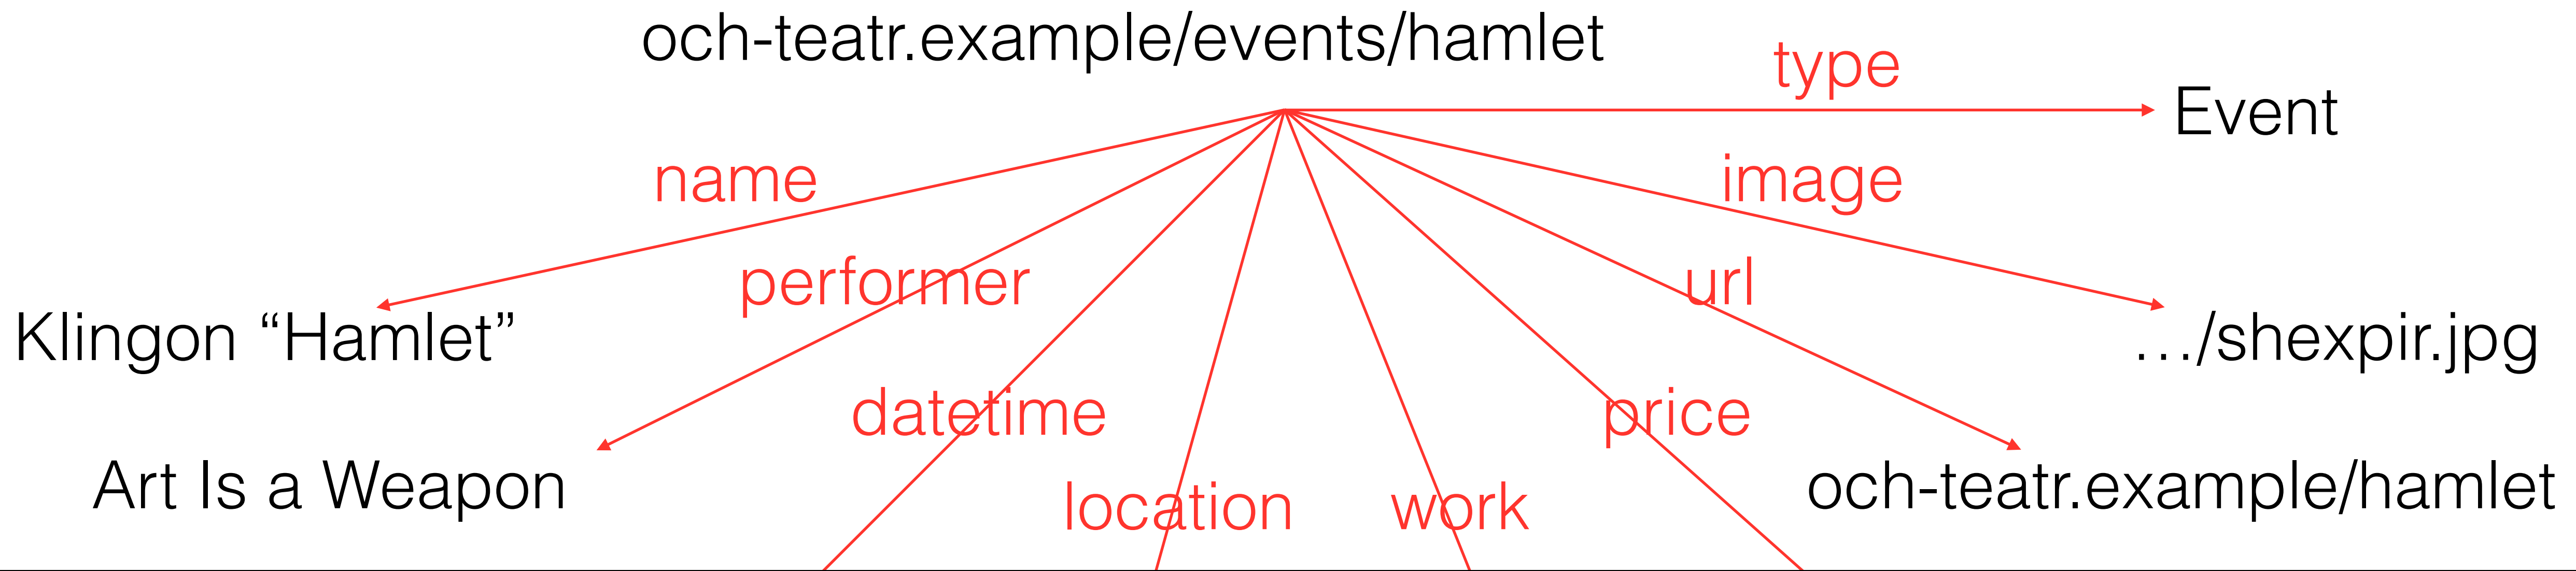 och-teatr.example/events/hamlet
type
Event
name
image
performer
url
Klingon “Hamlet”
…/shexpir.jpg
datetime
price
Art Is a Weapon
location
work
och-teatr.example/hamlet